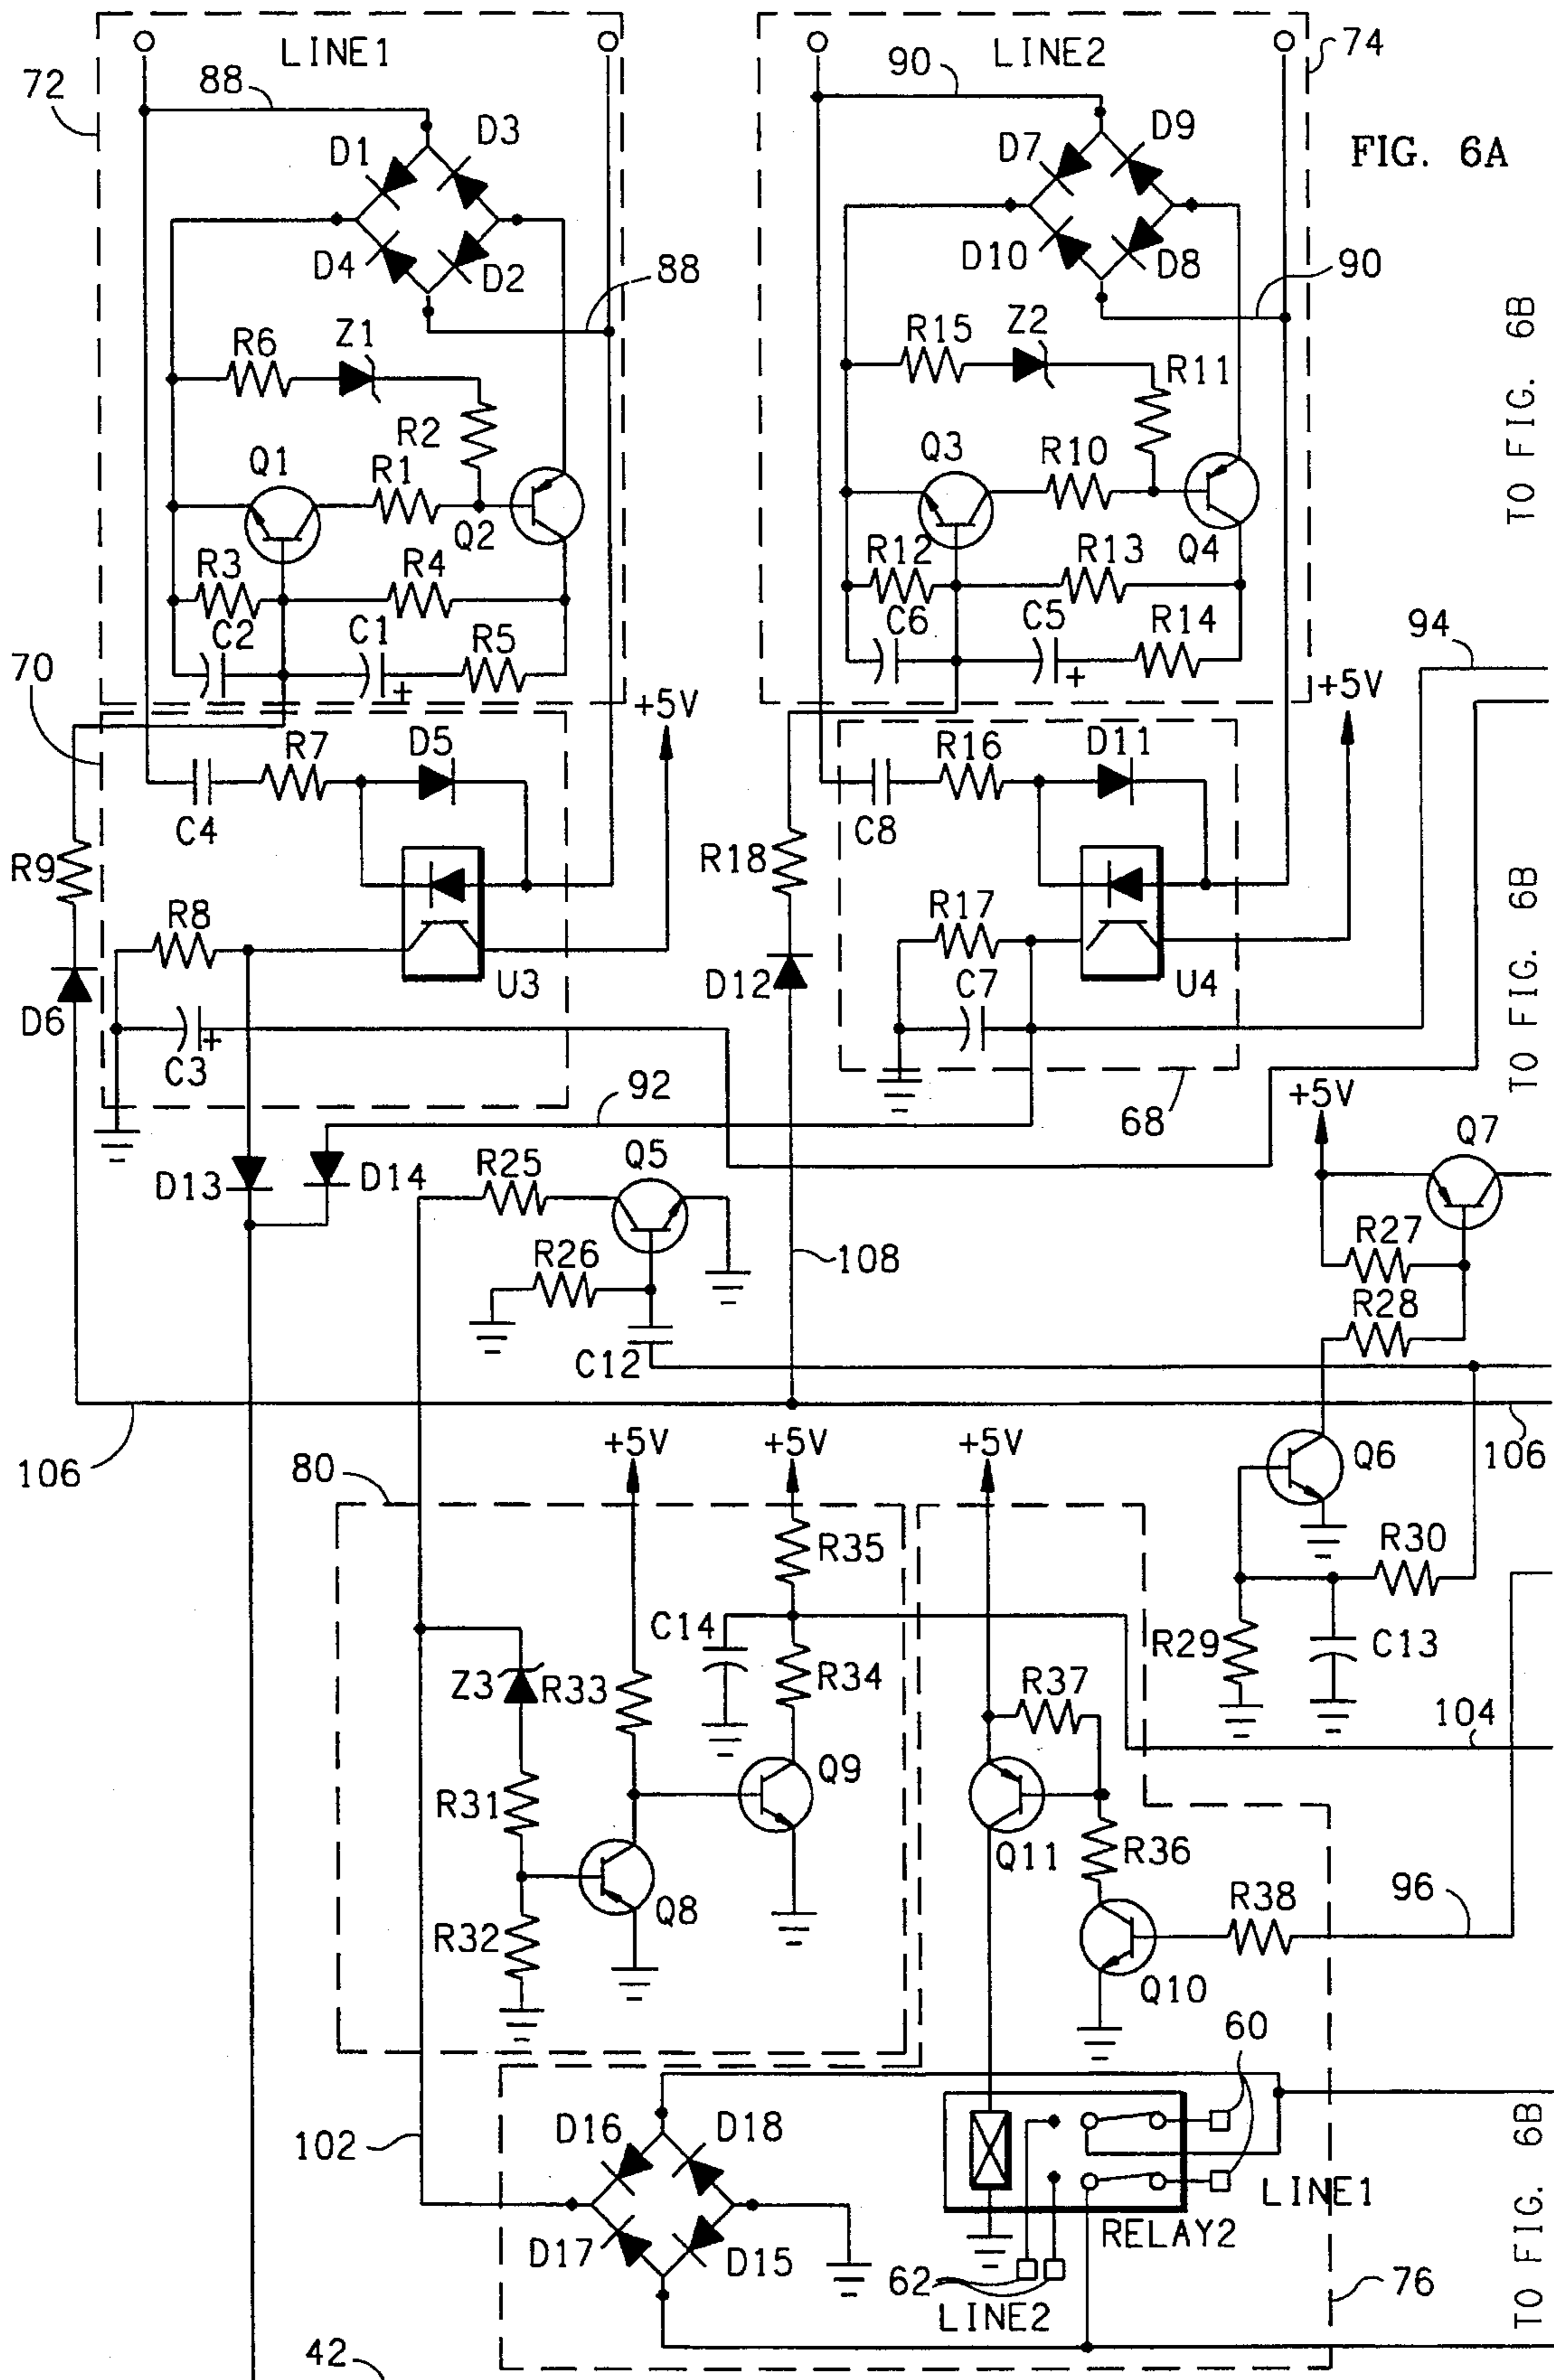 LINE1
LINE2
74
72
88
90
D3
D9
D1
D7
FIG. 6A
D4
D2
D10
D8
88
90
TO FIG. 6B
R6
Z1
R15
Z2
R11
R2
Q1
R1
Q3
R10
Q2
Q4
R3
R4
R12
R13
C2
C1
R5
C6
C5
R14
94
+
+
70
+5V
+5V
R7
D5
R16
D11
C4
C8
R9
R18
R8
R17
U3
U4
D6
D12
C7
C3
+
TO FIG. 6B
92
68
+5V
Q7
D13
D14
R25
Q5
R26
108
R27
R28
C12
106
80
+5V
+5V
+5V
Q6
106
R35
R30
C14
R29
C13
Z3
R33
R34
R37
104
R31
Q9
Q11
R36
Q8
R38
96
R32
Q10
60
D16
D18
102
LINE1
RELAY2
D17
D15
62
LINE2
76
TO FIG. 6B
42